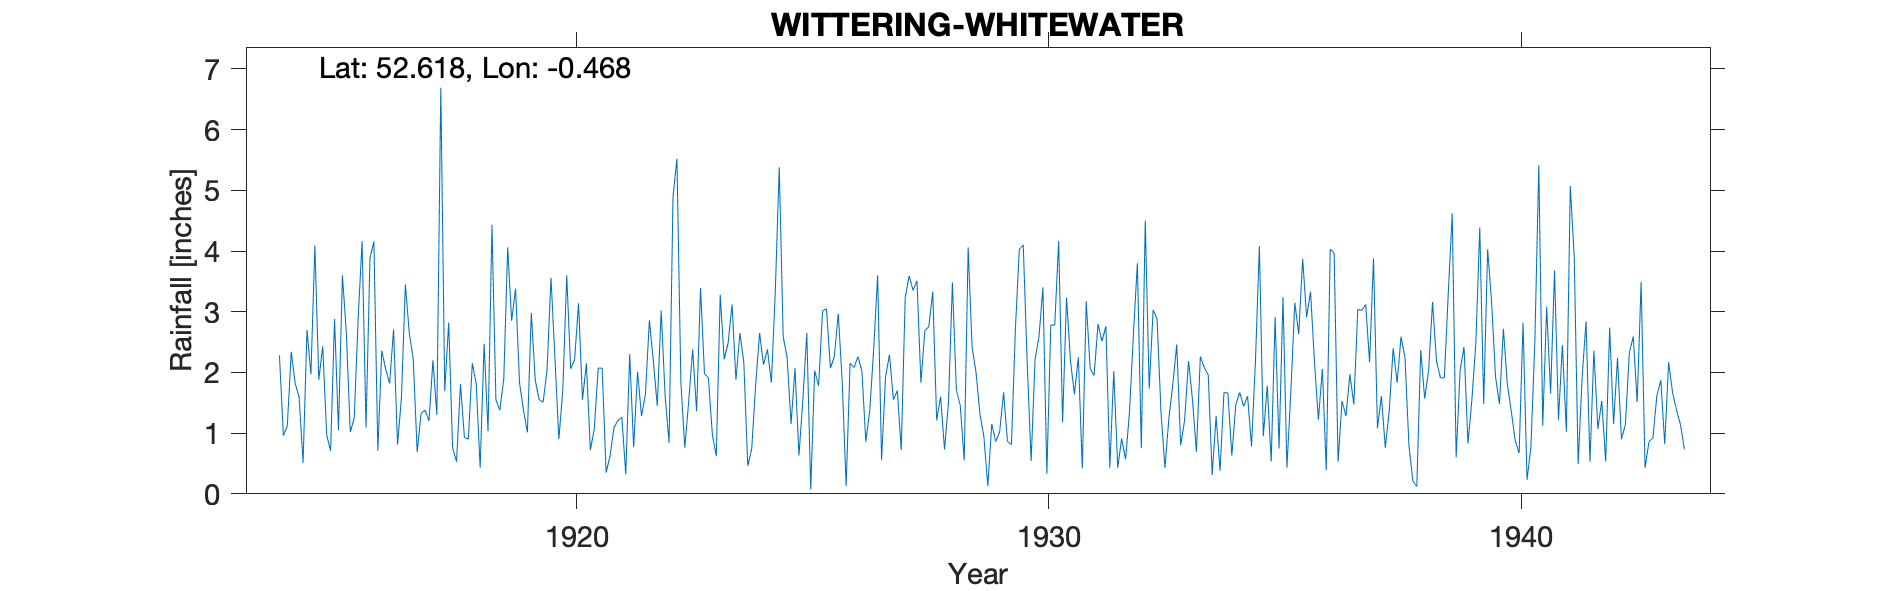 WITTERING-WHITEWATER
Lat: 52.618, Lon: -0.468
7
6
5
4
3
2
1
0
Rainfall [inches]
1920 1930 1940
Year